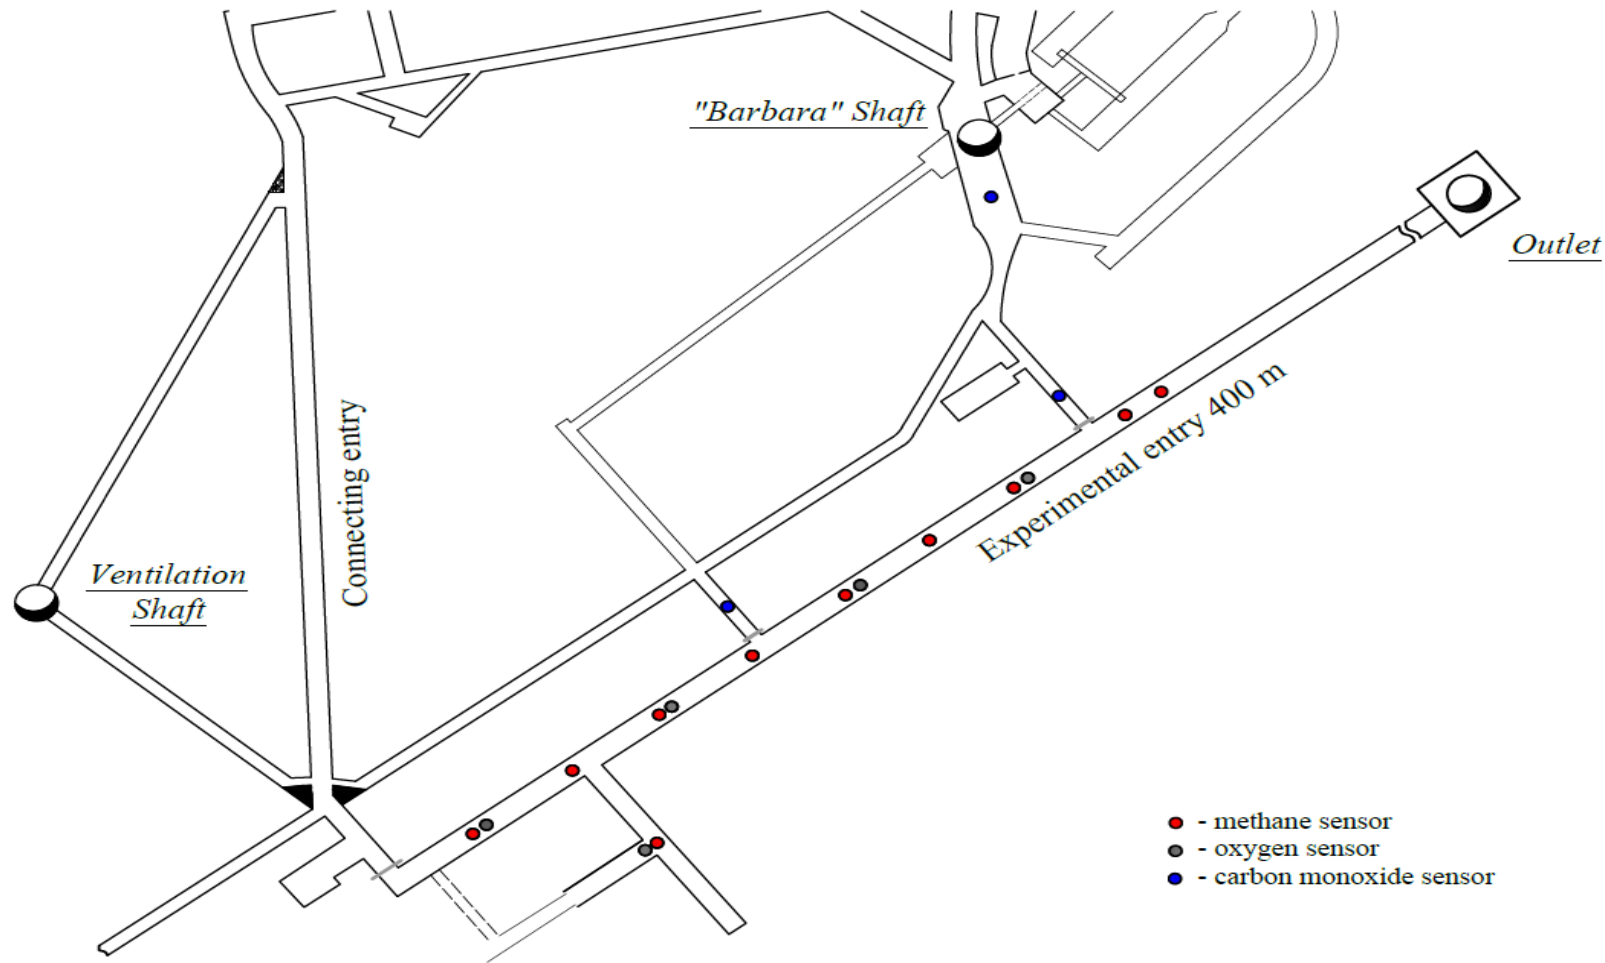 "Barbara" Shaft
Outlet
Experimental entry 400 m
Connecting entry
Ventilation
Shaft
- methane sensor
- oxygen sensor
- carbon monoxide sensor